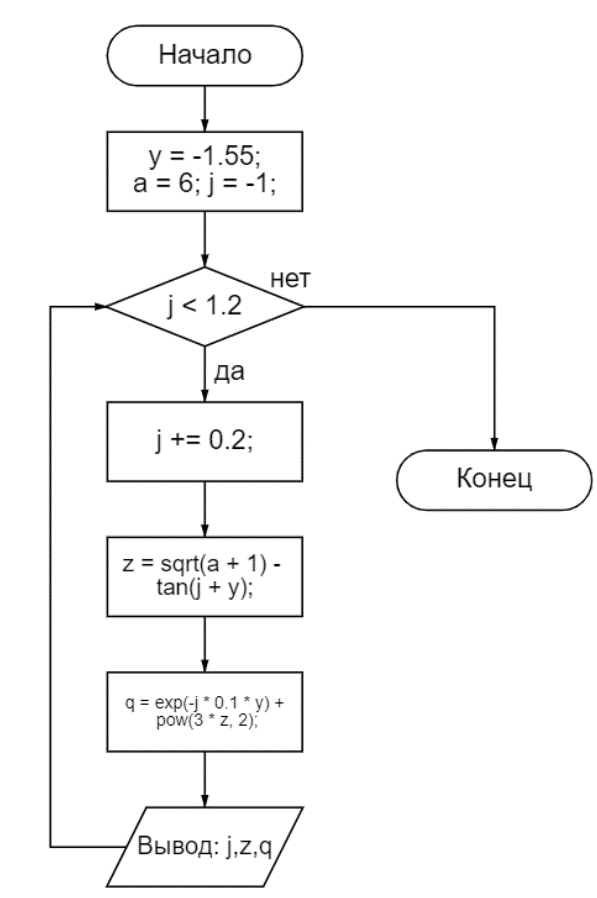 Начало
y = -1.55;
a = 6; j = -1;
нет
j < 1.2
да
j += 0.2;
Конец
z = sqrt(a + 1) -
tan(j + y);
q = exp(-j * 0.1 * y) +
pow(3 * z, 2);
Вывод: j,z,q